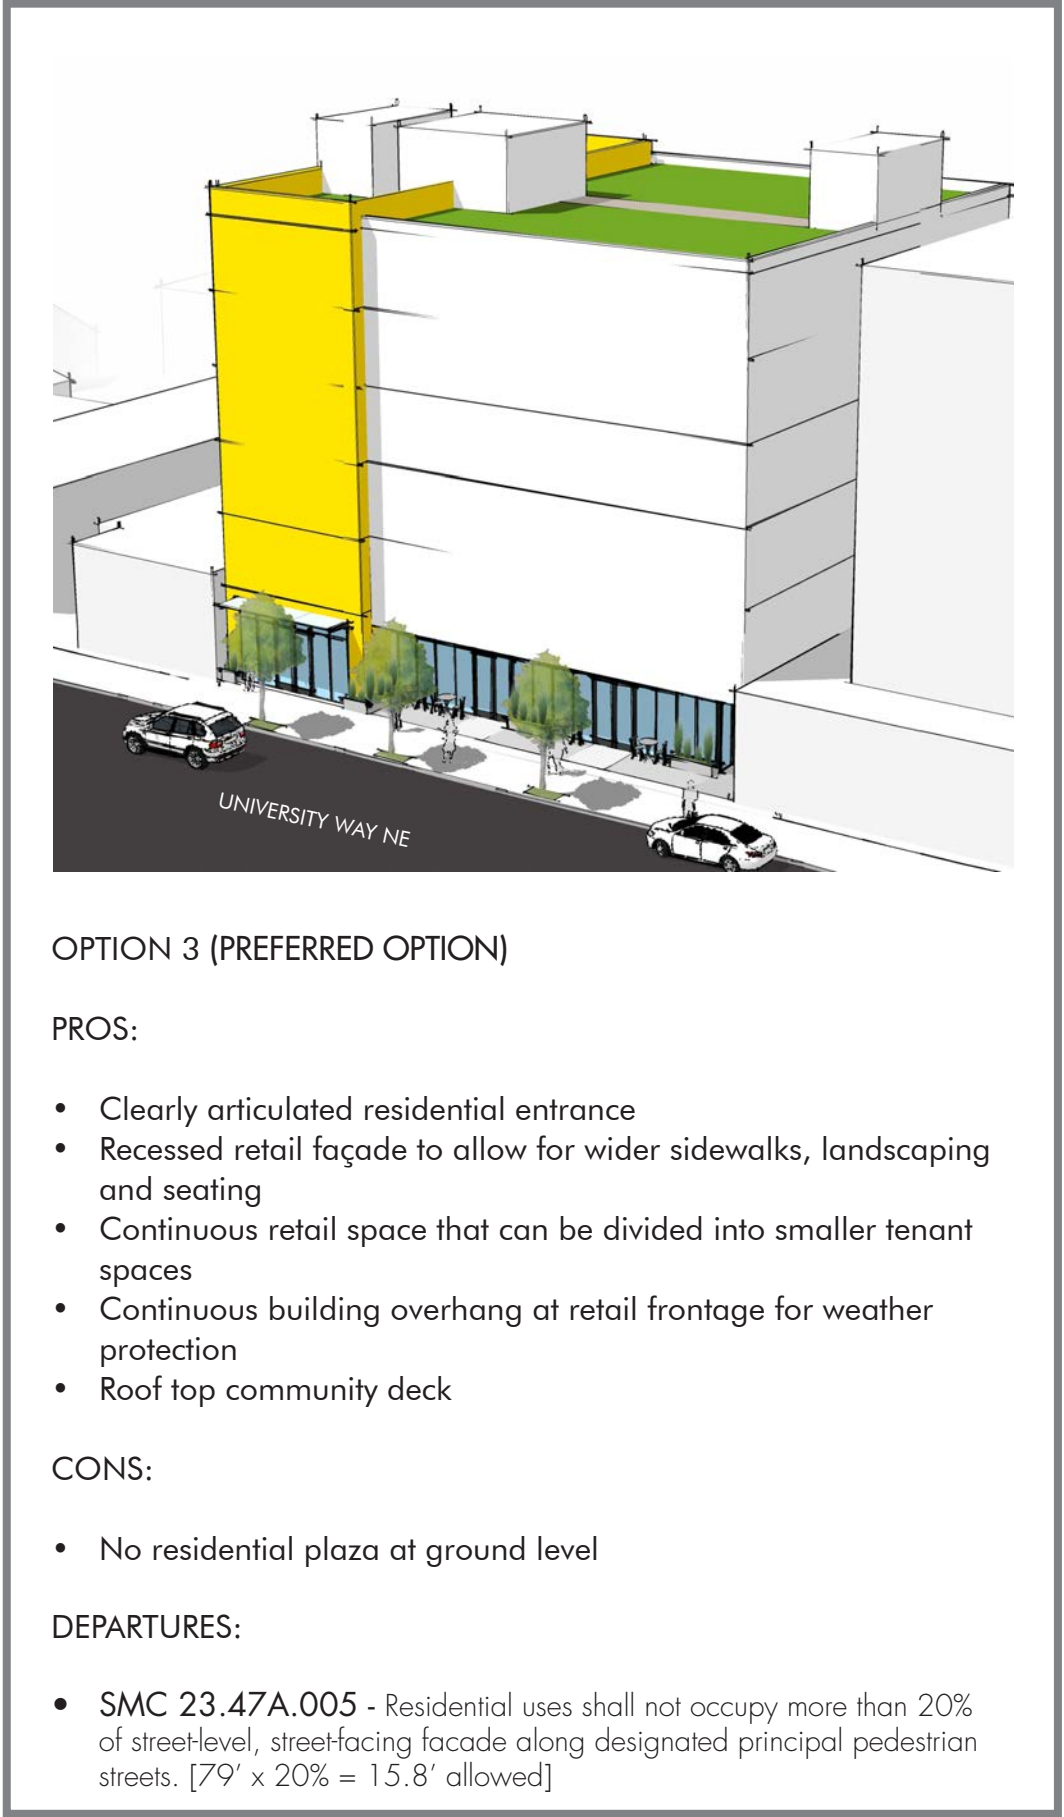 UNIVERSITY WAY NE
OPTION 3 (PREFERRED OPTION)
PROS:
• Clearly articulated residential entrance
• Recessed retail façade to allow for wider sidewalks, landscaping
and seating
• Continuous retail space that can be divided into smaller tenant
spaces
• Continuous building overhang at retail frontage for weather
protection
• Roof top community deck
CONS:
• No residential plaza at ground level
DEPARTURES:
• SMC 23.47A.005 - Residential uses shall not occupy more than 20%
of street-level, street-facing facade along designated principal pedestrian
streets. [79’ x 20% = 15.8’ allowed]